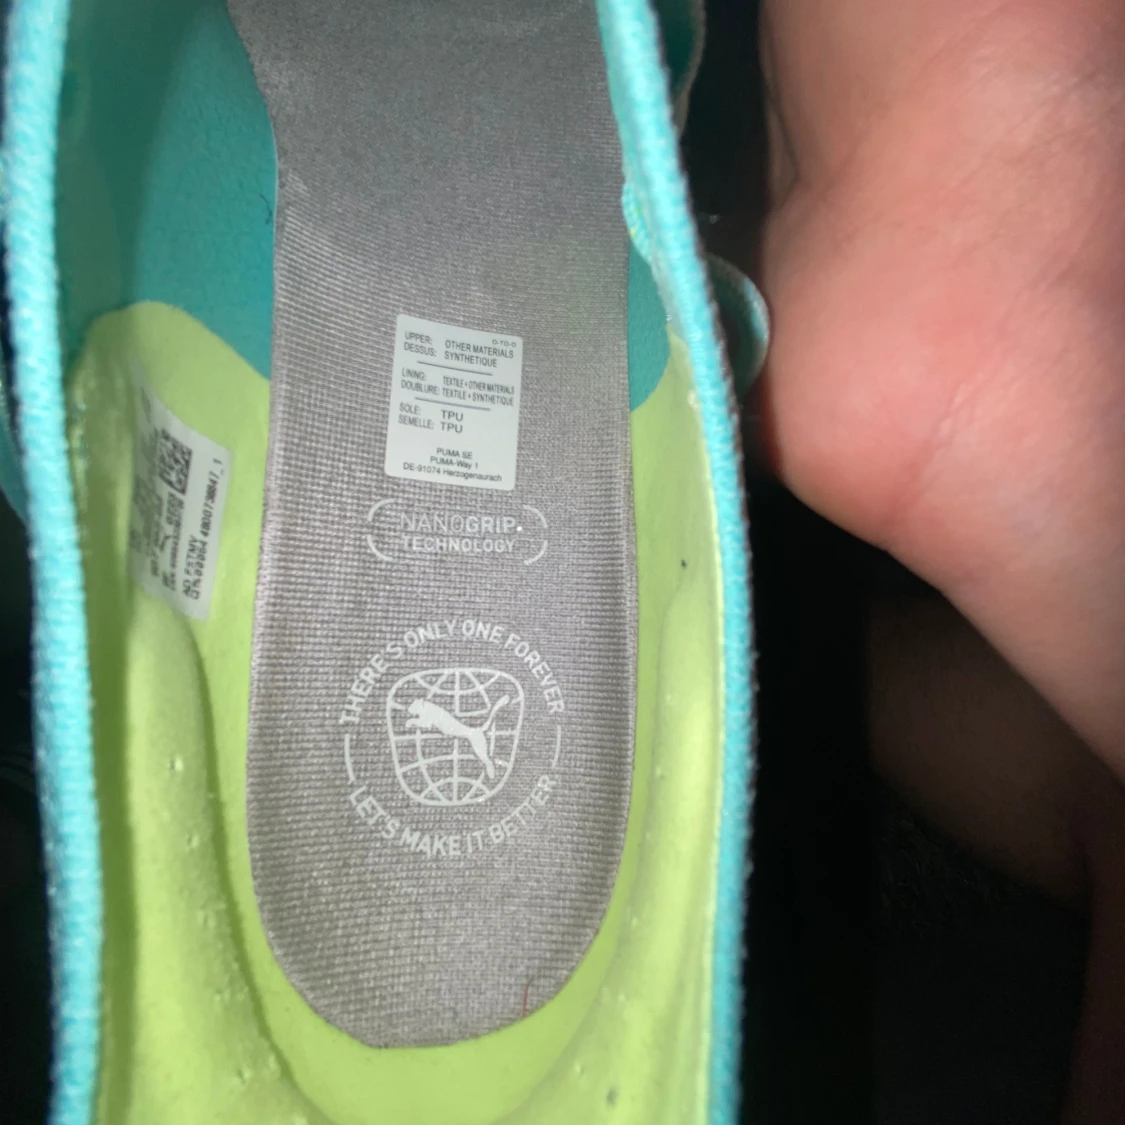 O-TO-O
UPPER: OTHER MATERIALS
DESSUS: SYNTHETIQUE
LINING: TEXTILE+OTHER MATERIALS
DOUBLURE: TEXTILE+SYNTHETIQUE
SOLE: TPU
SEMELLE: TPU
PUMA SE
PUMA-Way 1
DE-91074 Herzogenaurach
NANOGRIP
TECHNOLOGY
THERE'S ONLY ONE FOREVER
LET'S MAKE IT BETTER